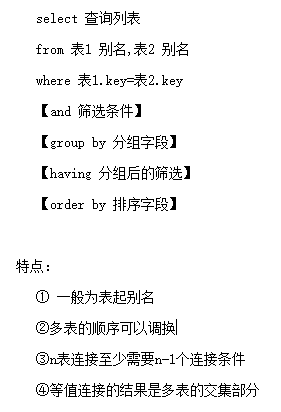 select 查询列表
from 表1 别名,表2 别名
where 表1.key=表2.key
【and 筛选条件】
【group by 分组字段】
【having 分组后的筛选】
【order by 排序字段】
特点：
① 一般为表起别名
②多表的顺序可以调换
③n表连接至少需要n-1个连接条件
④等值连接的结果是多表的交集部分